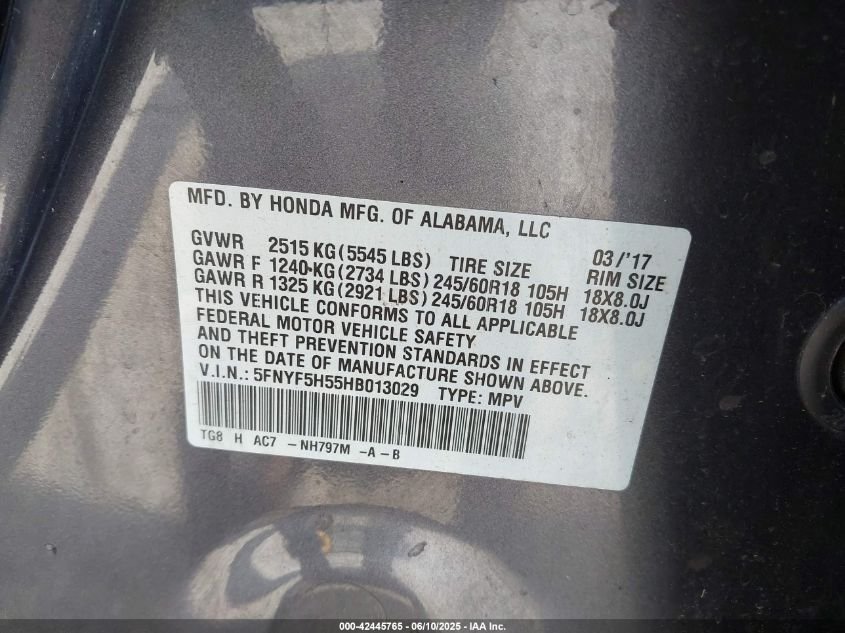 MFD. BY HONDA MFG. OF ALABAMA, LLC
GVWR 2515 KG (5545 LBS) TIRE SIZE 03/'17 RIM SIZE
GAWR F 1240 KG (2734 LBS) 245/60R18 105H 18X8.0J
GAWR R 1325 KG (2921 LBS) 245/60R18 105H 18X8.0J
THIS VEHICLE CONFORMS TO ALL APPLICABLE
FEDERAL MOTOR VEHICLE SAFETY
AND THEFT PREVENTION STANDARDS IN EFFECT
ON THE DATE OF MANUFACTURE SHOWN ABOVE.
V.I.N.: 5FNYF5H55HB013029 TYPE: MPV
TG8 H AC7 -NH797M -A-B
000-42445765 - 06/10/2025 - IAA Inc.